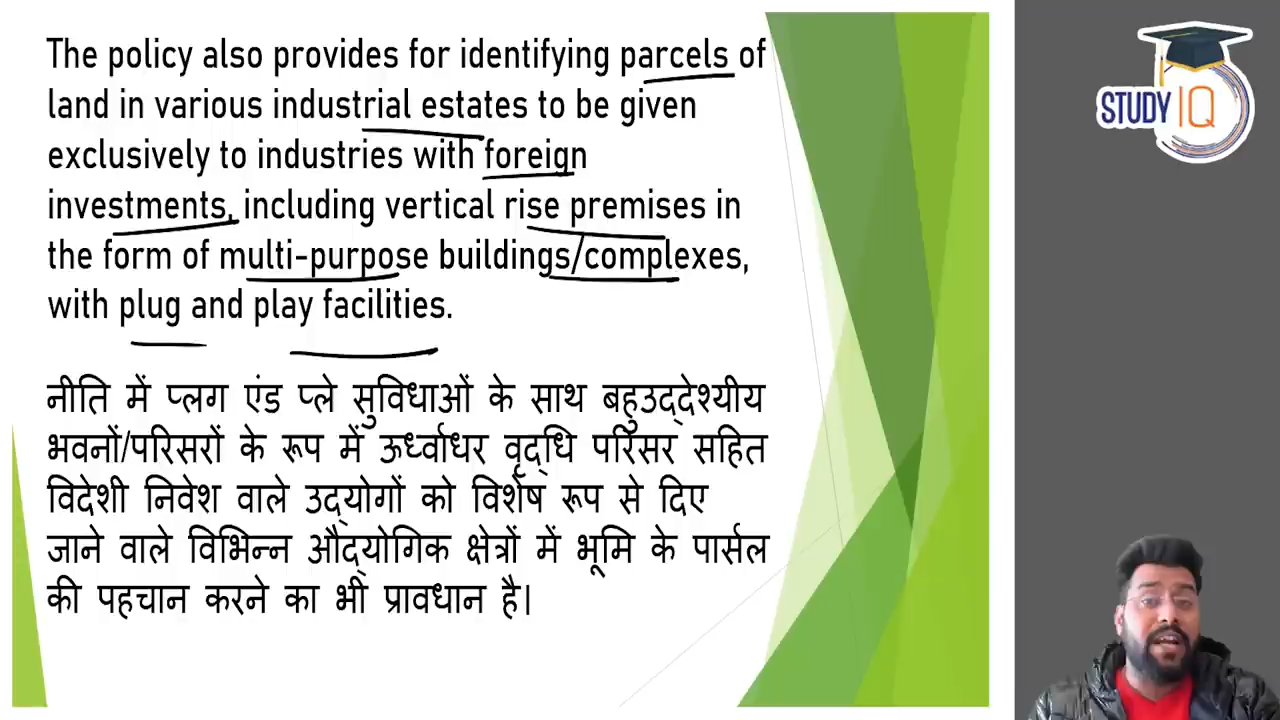 The policy also provides for identifying parcels of
land in various industrial estates to be given
exclusively to industries with foreign
investments, including vertical rise premises in
the form of multi-purpose buildings/complexes,
with plug and play facilities.
नीति में प्लग एंड प्ले सुविधाओं के साथ बहुउद्देश्यीय
भवनों/परिसरों के रूप में ऊर्ध्वाधर वृद्धि परिसर सहित
विदेशी निवेश वाले उद्योगों को विशेष रूप से दिए
जाने वाले विभिन्न औद्योगिक क्षेत्रों में भूमि के पार्सल
की पहचान करने का भी प्रावधान है।
STUDY IQ